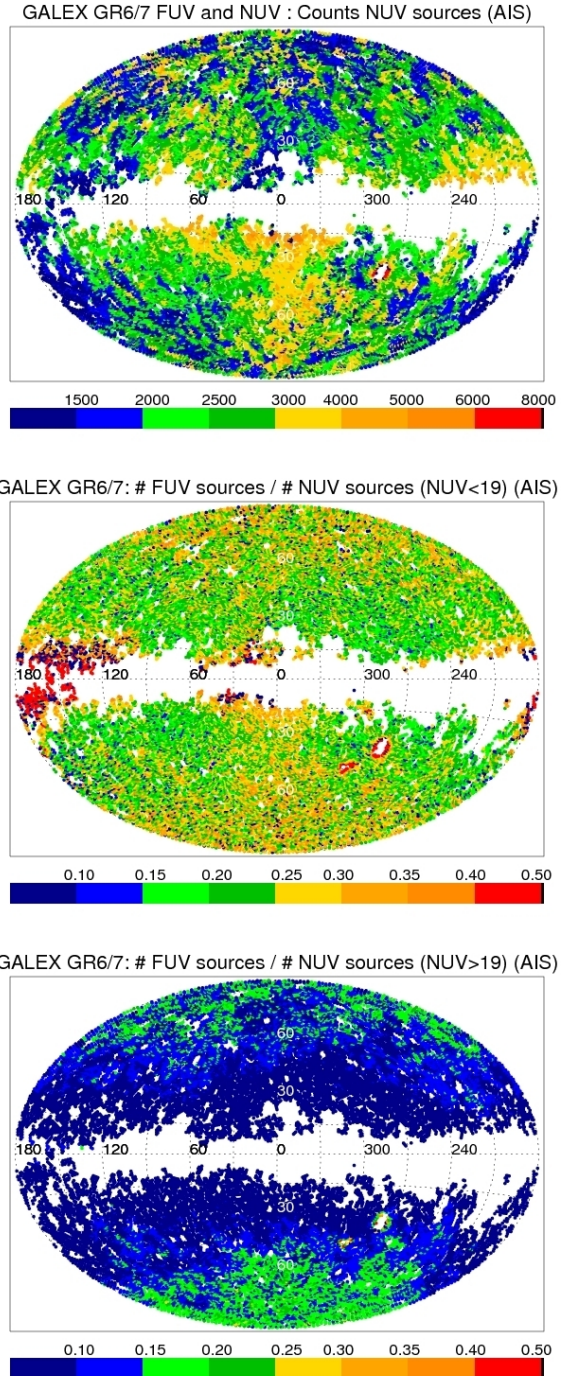 GALEX GR6/7 FUV and NUV : Counts NUV sources (AIS)
60
30
180 120 60 0 300 240
30
60
1500 2000 2500 3000 4000 5000 6000 8000
GALEX GR6/7: # FUV sources / # NUV sources (NUV<19) (AIS)
60
30
180 120 60 0 300 240
30
60
0.10 0.15 0.20 0.25 0.30 0.35 0.40 0.50
GALEX GR6/7: # FUV sources / # NUV sources (NUV>19) (AIS)
60
30
180 120 60 0 300 240
30
60
0.10 0.15 0.20 0.25 0.30 0.35 0.40 0.50